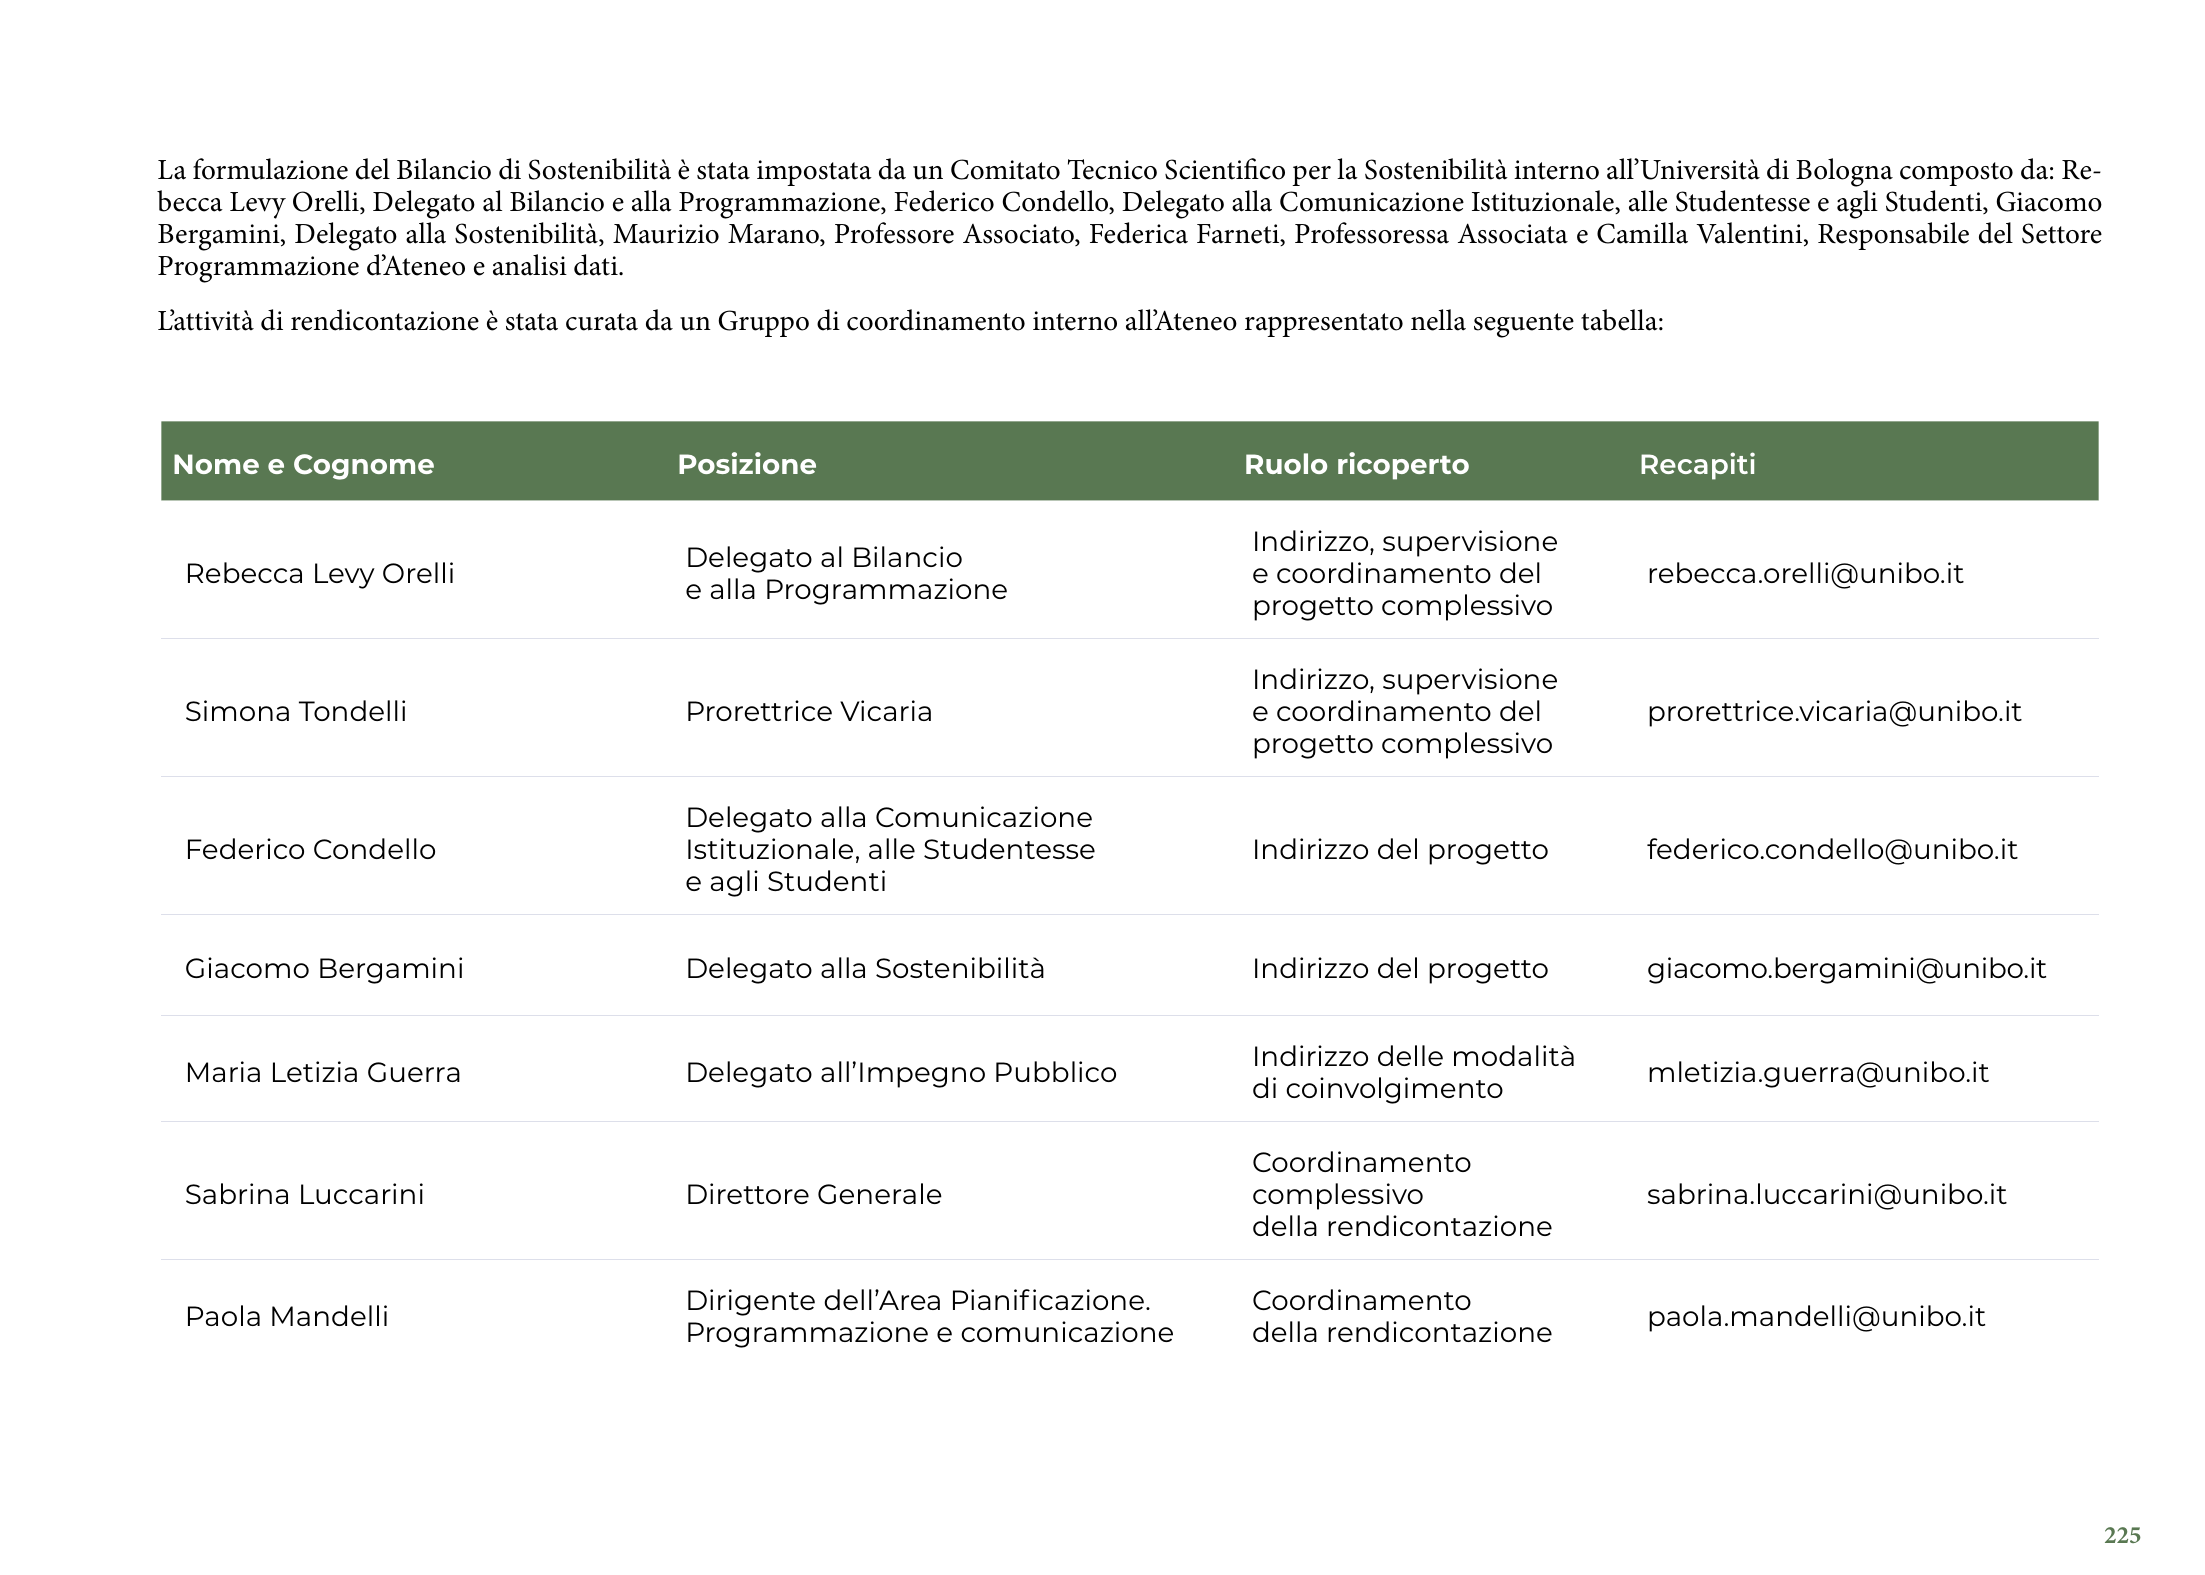 La formulazione del Bilancio di Sostenibilità è stata impostata da un Comitato Tecnico Scientifico per la Sostenibilità interno all’Università di Bologna composto da: Re-
becca Levy Orelli, Delegato al Bilancio e alla Programmazione, Federico Condello, Delegato alla Comunicazione Istituzionale, alle Studentesse e agli Studenti, Giacomo
Bergamini, Delegato alla Sostenibilità, Maurizio Marano, Professore Associato, Federica Farneti, Professoressa Associata e Camilla Valentini, Responsabile del Settore
Programmazione d’Ateneo e analisi dati.
L’attività di rendicontazione è stata curata da un Gruppo di coordinamento interno all’Ateneo rappresentato nella seguente tabella:
Nome e Cognome Posizione Ruolo ricoperto Recapiti
Rebecca Levy Orelli
Delegato al Bilancio
e alla Programmazione
Indirizzo, supervisione
e coordinamento del
progetto complessivo
rebecca.orelli@unibo.it
Simona Tondelli
Prorettrice Vicaria
Indirizzo, supervisione
e coordinamento del
progetto complessivo
prorettrice.vicaria@unibo.it
Federico Condello
Delegato alla Comunicazione
Istituzionale, alle Studentesse
e agli Studenti
Indirizzo del progetto
federico.condello@unibo.it
Giacomo Bergamini
Delegato alla Sostenibilità
Indirizzo del progetto
giacomo.bergamini@unibo.it
Maria Letizia Guerra
Delegato all’Impegno Pubblico
Indirizzo delle modalità
di coinvolgimento
mletizia.guerra@unibo.it
Sabrina Luccarini
Direttore Generale
Coordinamento
complessivo
della rendicontazione
sabrina.luccarini@unibo.it
Paola Mandelli
Dirigente dell’Area Pianificazione.
Programmazione e comunicazione
Coordinamento
della rendicontazione
paola.mandelli@unibo.it
225